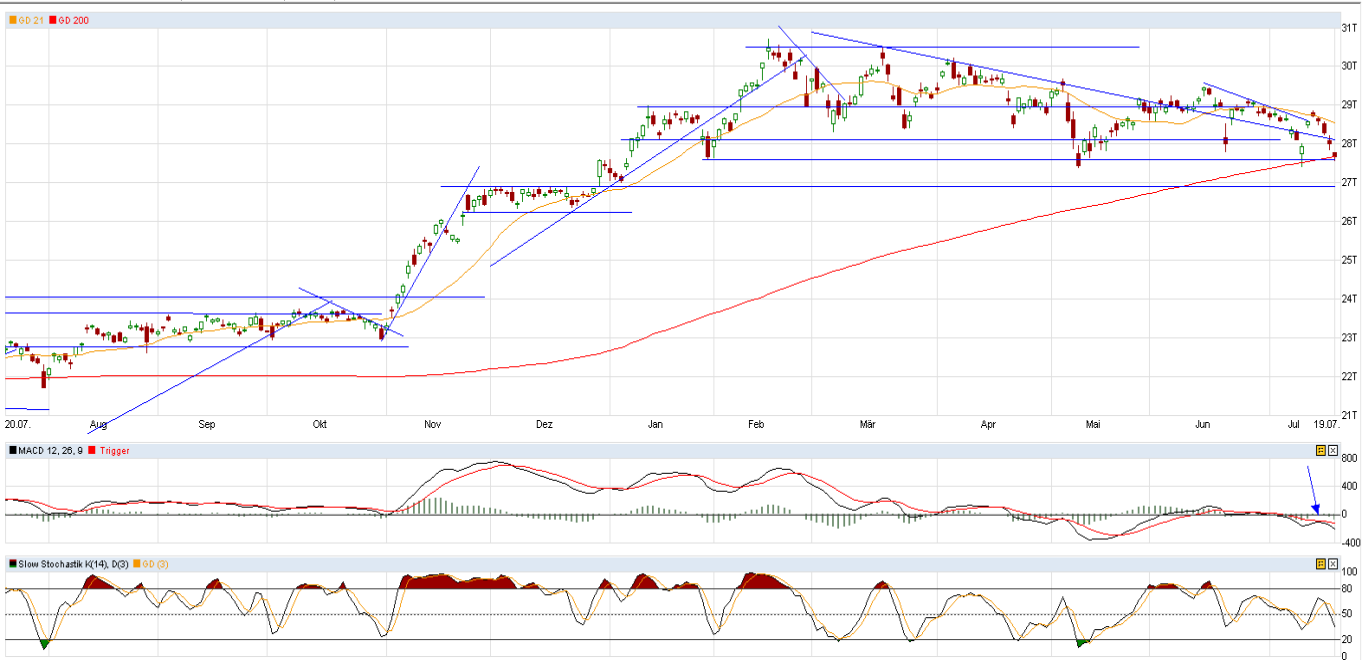 GD 21 GD 200
31T
30T
29T
28T
27T
26T
25T
24T
23T
22T
21T
20.07. Aug Sep Okt Nov Dez Jan Feb Mär Apr Mai Jun Jul 19.07.
MACD 12, 26, 9 Trigger
800
400
0
-400
Slow Stochastik K(14), D(3) GD (3)
100
80
50
20
0